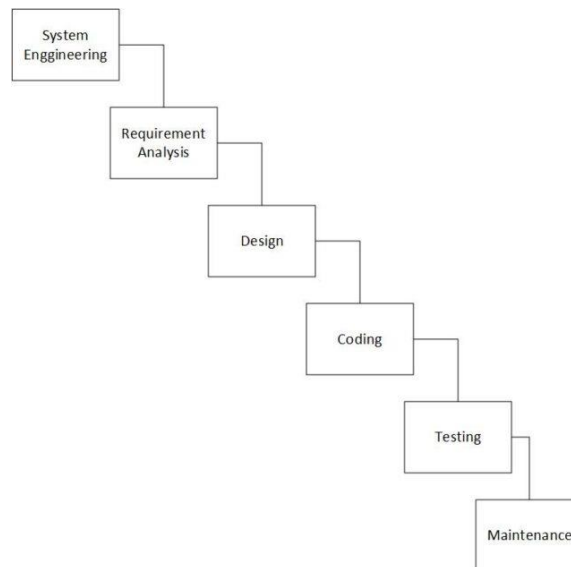 System
Enggineering
Requirement
Analysis
Design
Coding
Testing
Maintenance